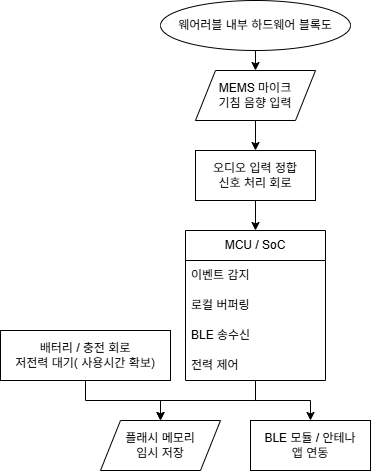 웨어러블 내부 하드웨어 블록도
MEMS 마이크
기침 음향 입력
오디오 입력 정합
신호 처리 회로
MCU / SoC
이벤트 감지
로컬 버퍼링
BLE 송수신
전력 제어
배터리 / 충전 회로
저전력 대기( 사용시간 확보)
플래시 메모리
임시 저장
BLE 모듈 / 안테나
앱 연동